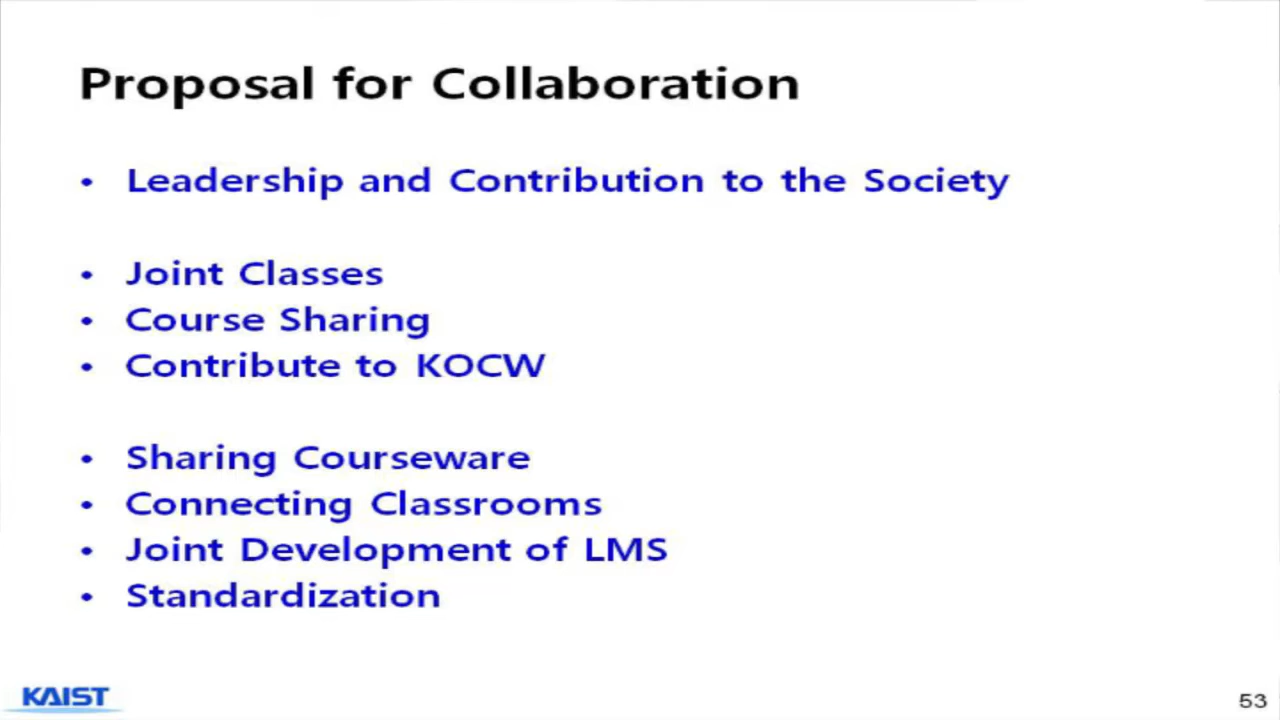 Proposal for Collaboration
• Leadership and Contribution to the Society
• Joint Classes
• Course Sharing
• Contribute to KOCW
• Sharing Courseware
• Connecting Classrooms
• Joint Development of LMS
• Standardization
KAIST
53